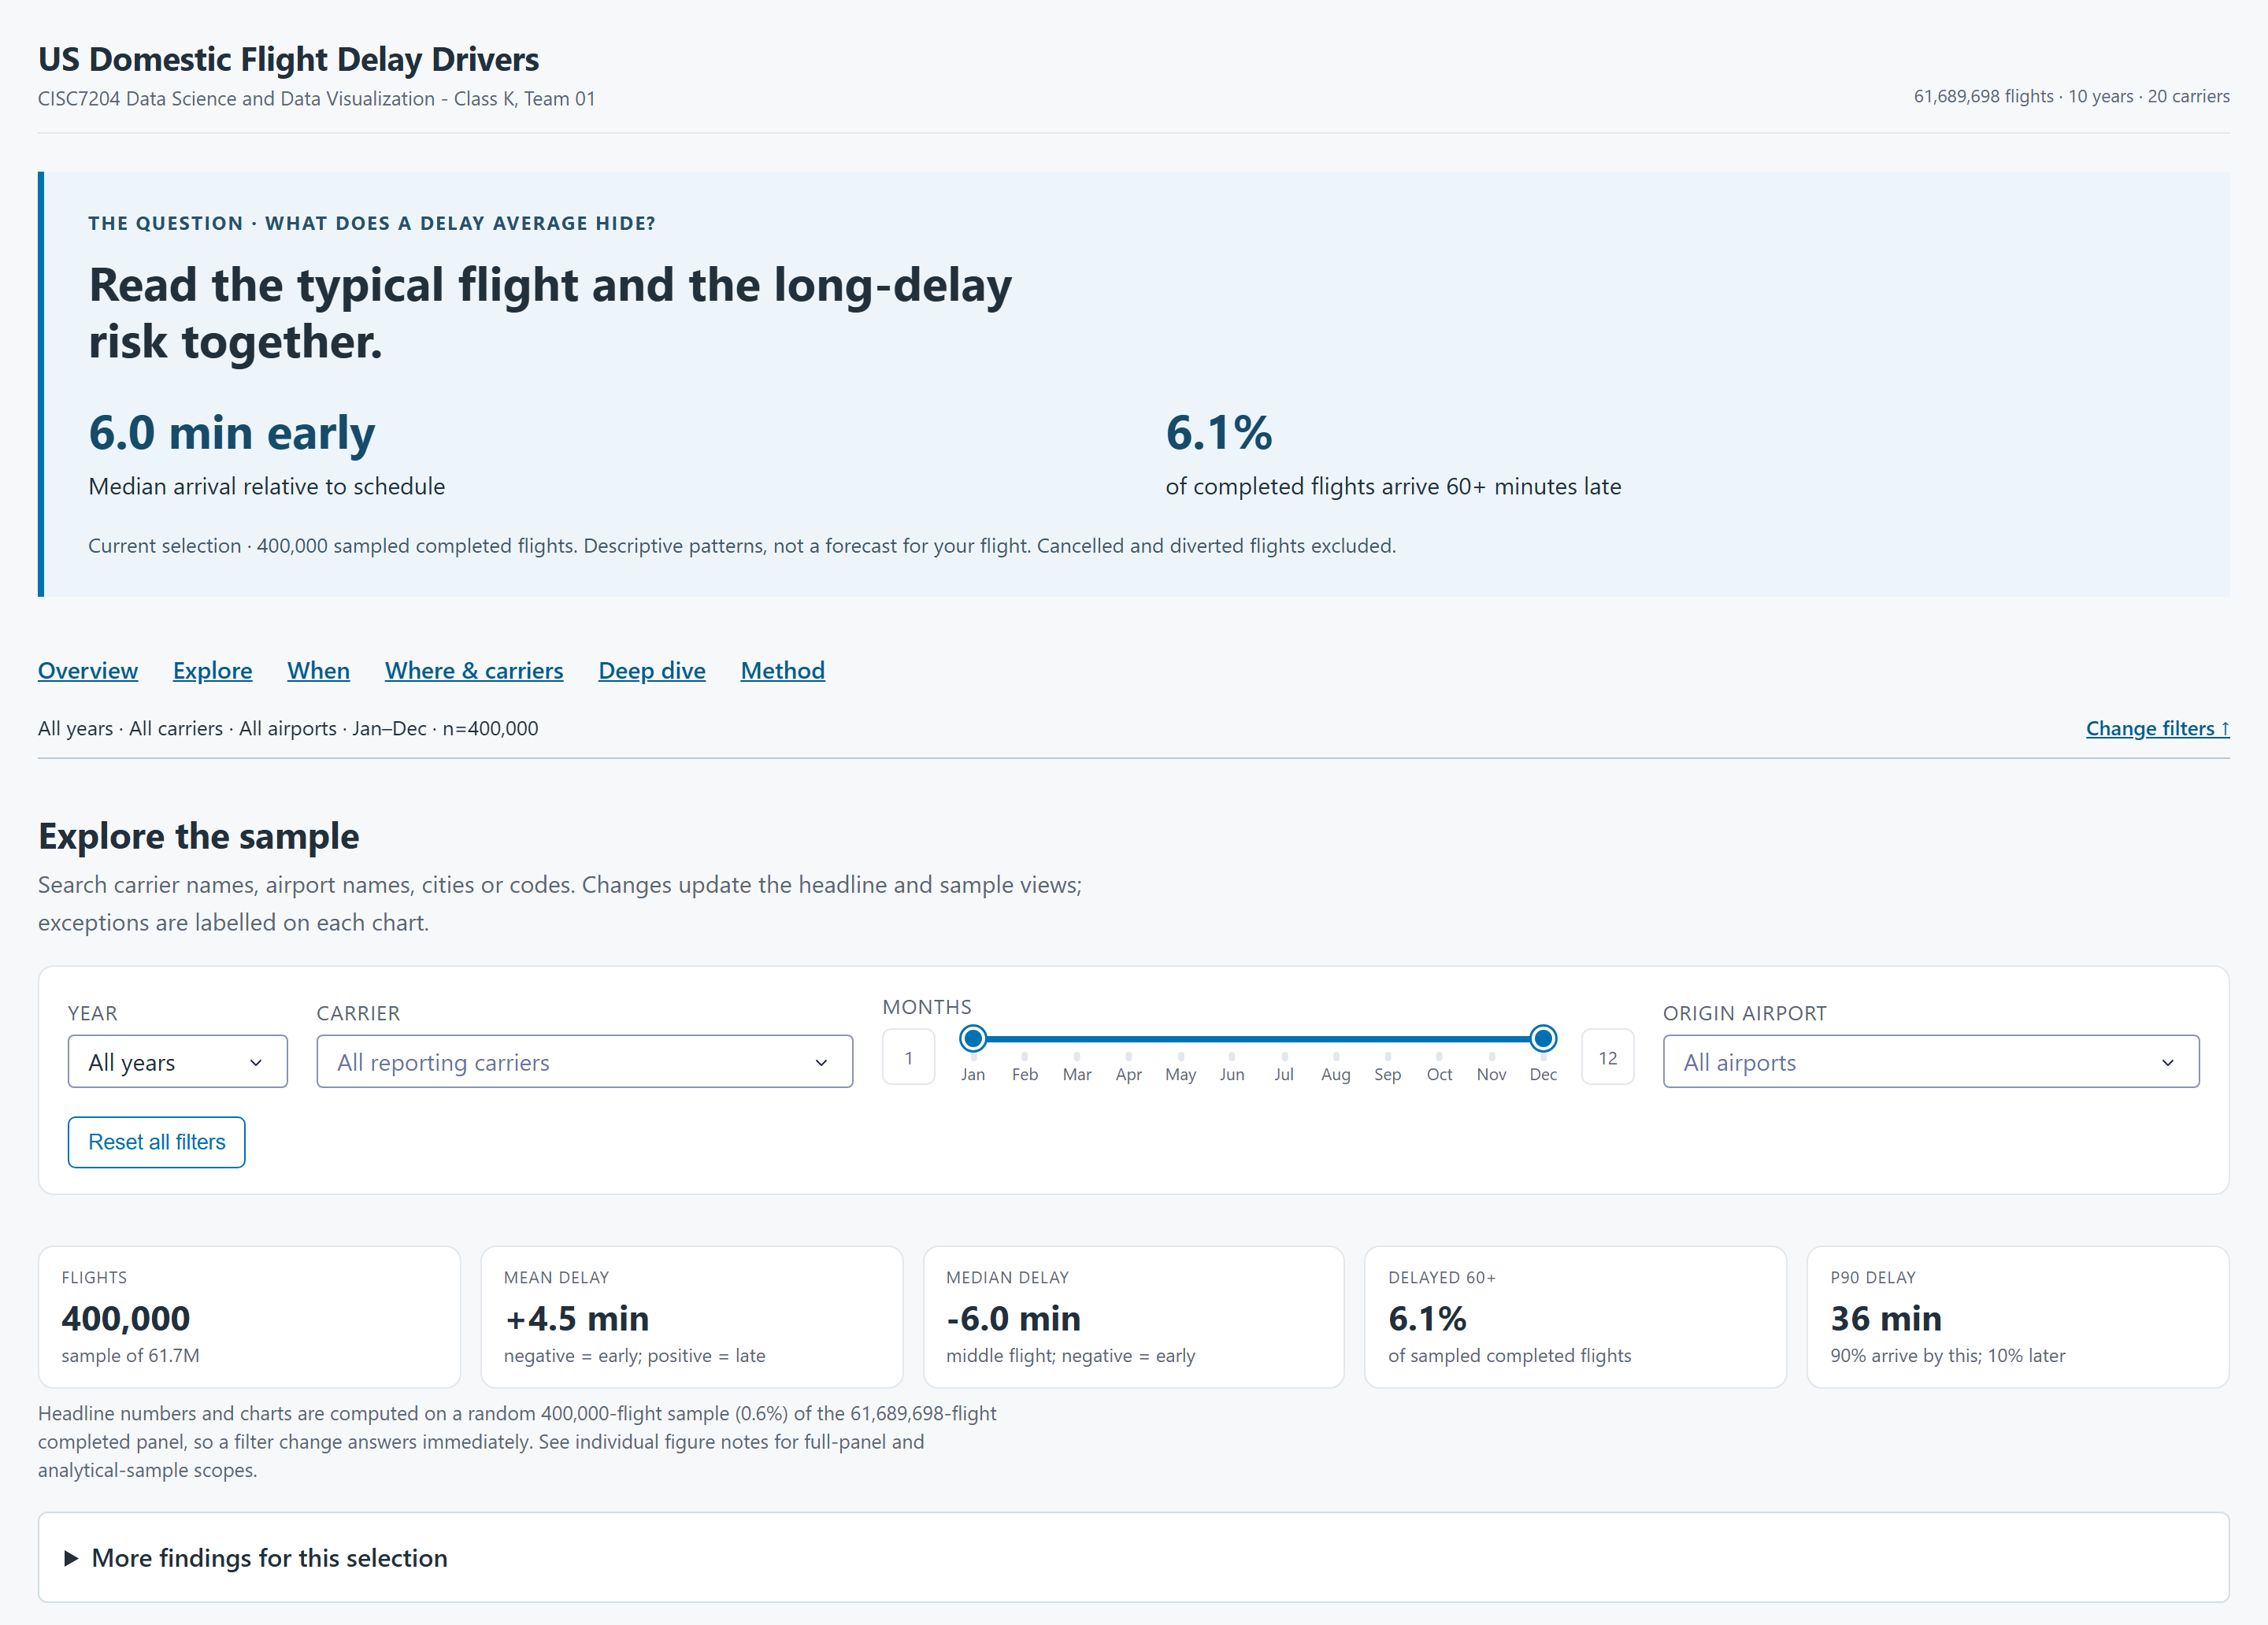 US Domestic Flight Delay Drivers
CISC7204 Data Science and Data Visualization - Class K, Team 01
61,689,698 flights · 10 years · 20 carriers
THE QUESTION · WHAT DOES A DELAY AVERAGE HIDE?
Read the typical flight and the long-delay
risk together.
6.0 min early
Median arrival relative to schedule
6.1%
of completed flights arrive 60+ minutes late
Current selection · 400,000 sampled completed flights. Descriptive patterns, not a forecast for your flight. Cancelled and diverted flights excluded.
Overview Explore When Where & carriers Deep dive Method
All years · All carriers · All airports · Jan–Dec · n=400,000
Change filters ↑
Explore the sample
Search carrier names, airport names, cities or codes. Changes update the headline and sample views;
exceptions are labelled on each chart.
YEAR
All years
CARRIER
All reporting carriers
MONTHS
1
Jan Feb Mar Apr May Jun Jul Aug Sep Oct Nov Dec
12
ORIGIN AIRPORT
All airports
Reset all filters
FLIGHTS
400,000
sample of 61.7M
MEAN DELAY
+4.5 min
negative = early; positive = late
MEDIAN DELAY
-6.0 min
middle flight; negative = early
DELAYED 60+
6.1%
of sampled completed flights
P90 DELAY
36 min
90% arrive by this; 10% later
Headline numbers and charts are computed on a random 400,000-flight sample (0.6%) of the 61,689,698-flight
completed panel, so a filter change answers immediately. See individual figure notes for full-panel and
analytical-sample scopes.
▶ More findings for this selection